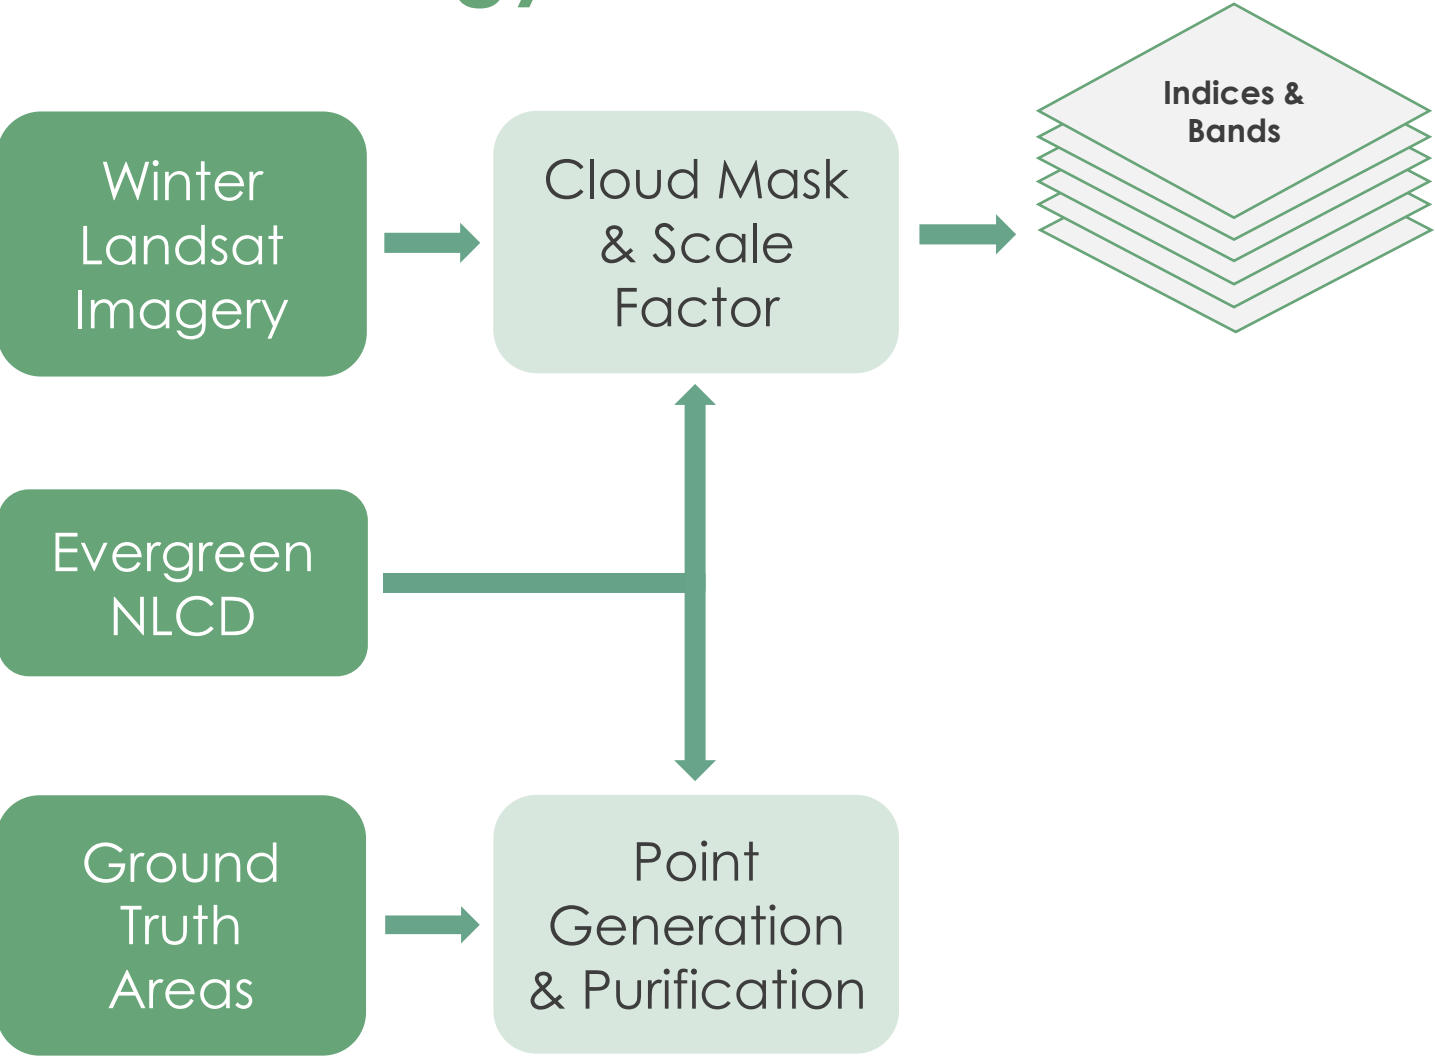 Winter
Landsat
Imagery
Cloud Mask
& Scale
Factor
Indices &
Bands
Evergreen
NLCD
Ground
Truth
Areas
Point
Generation
& Purification